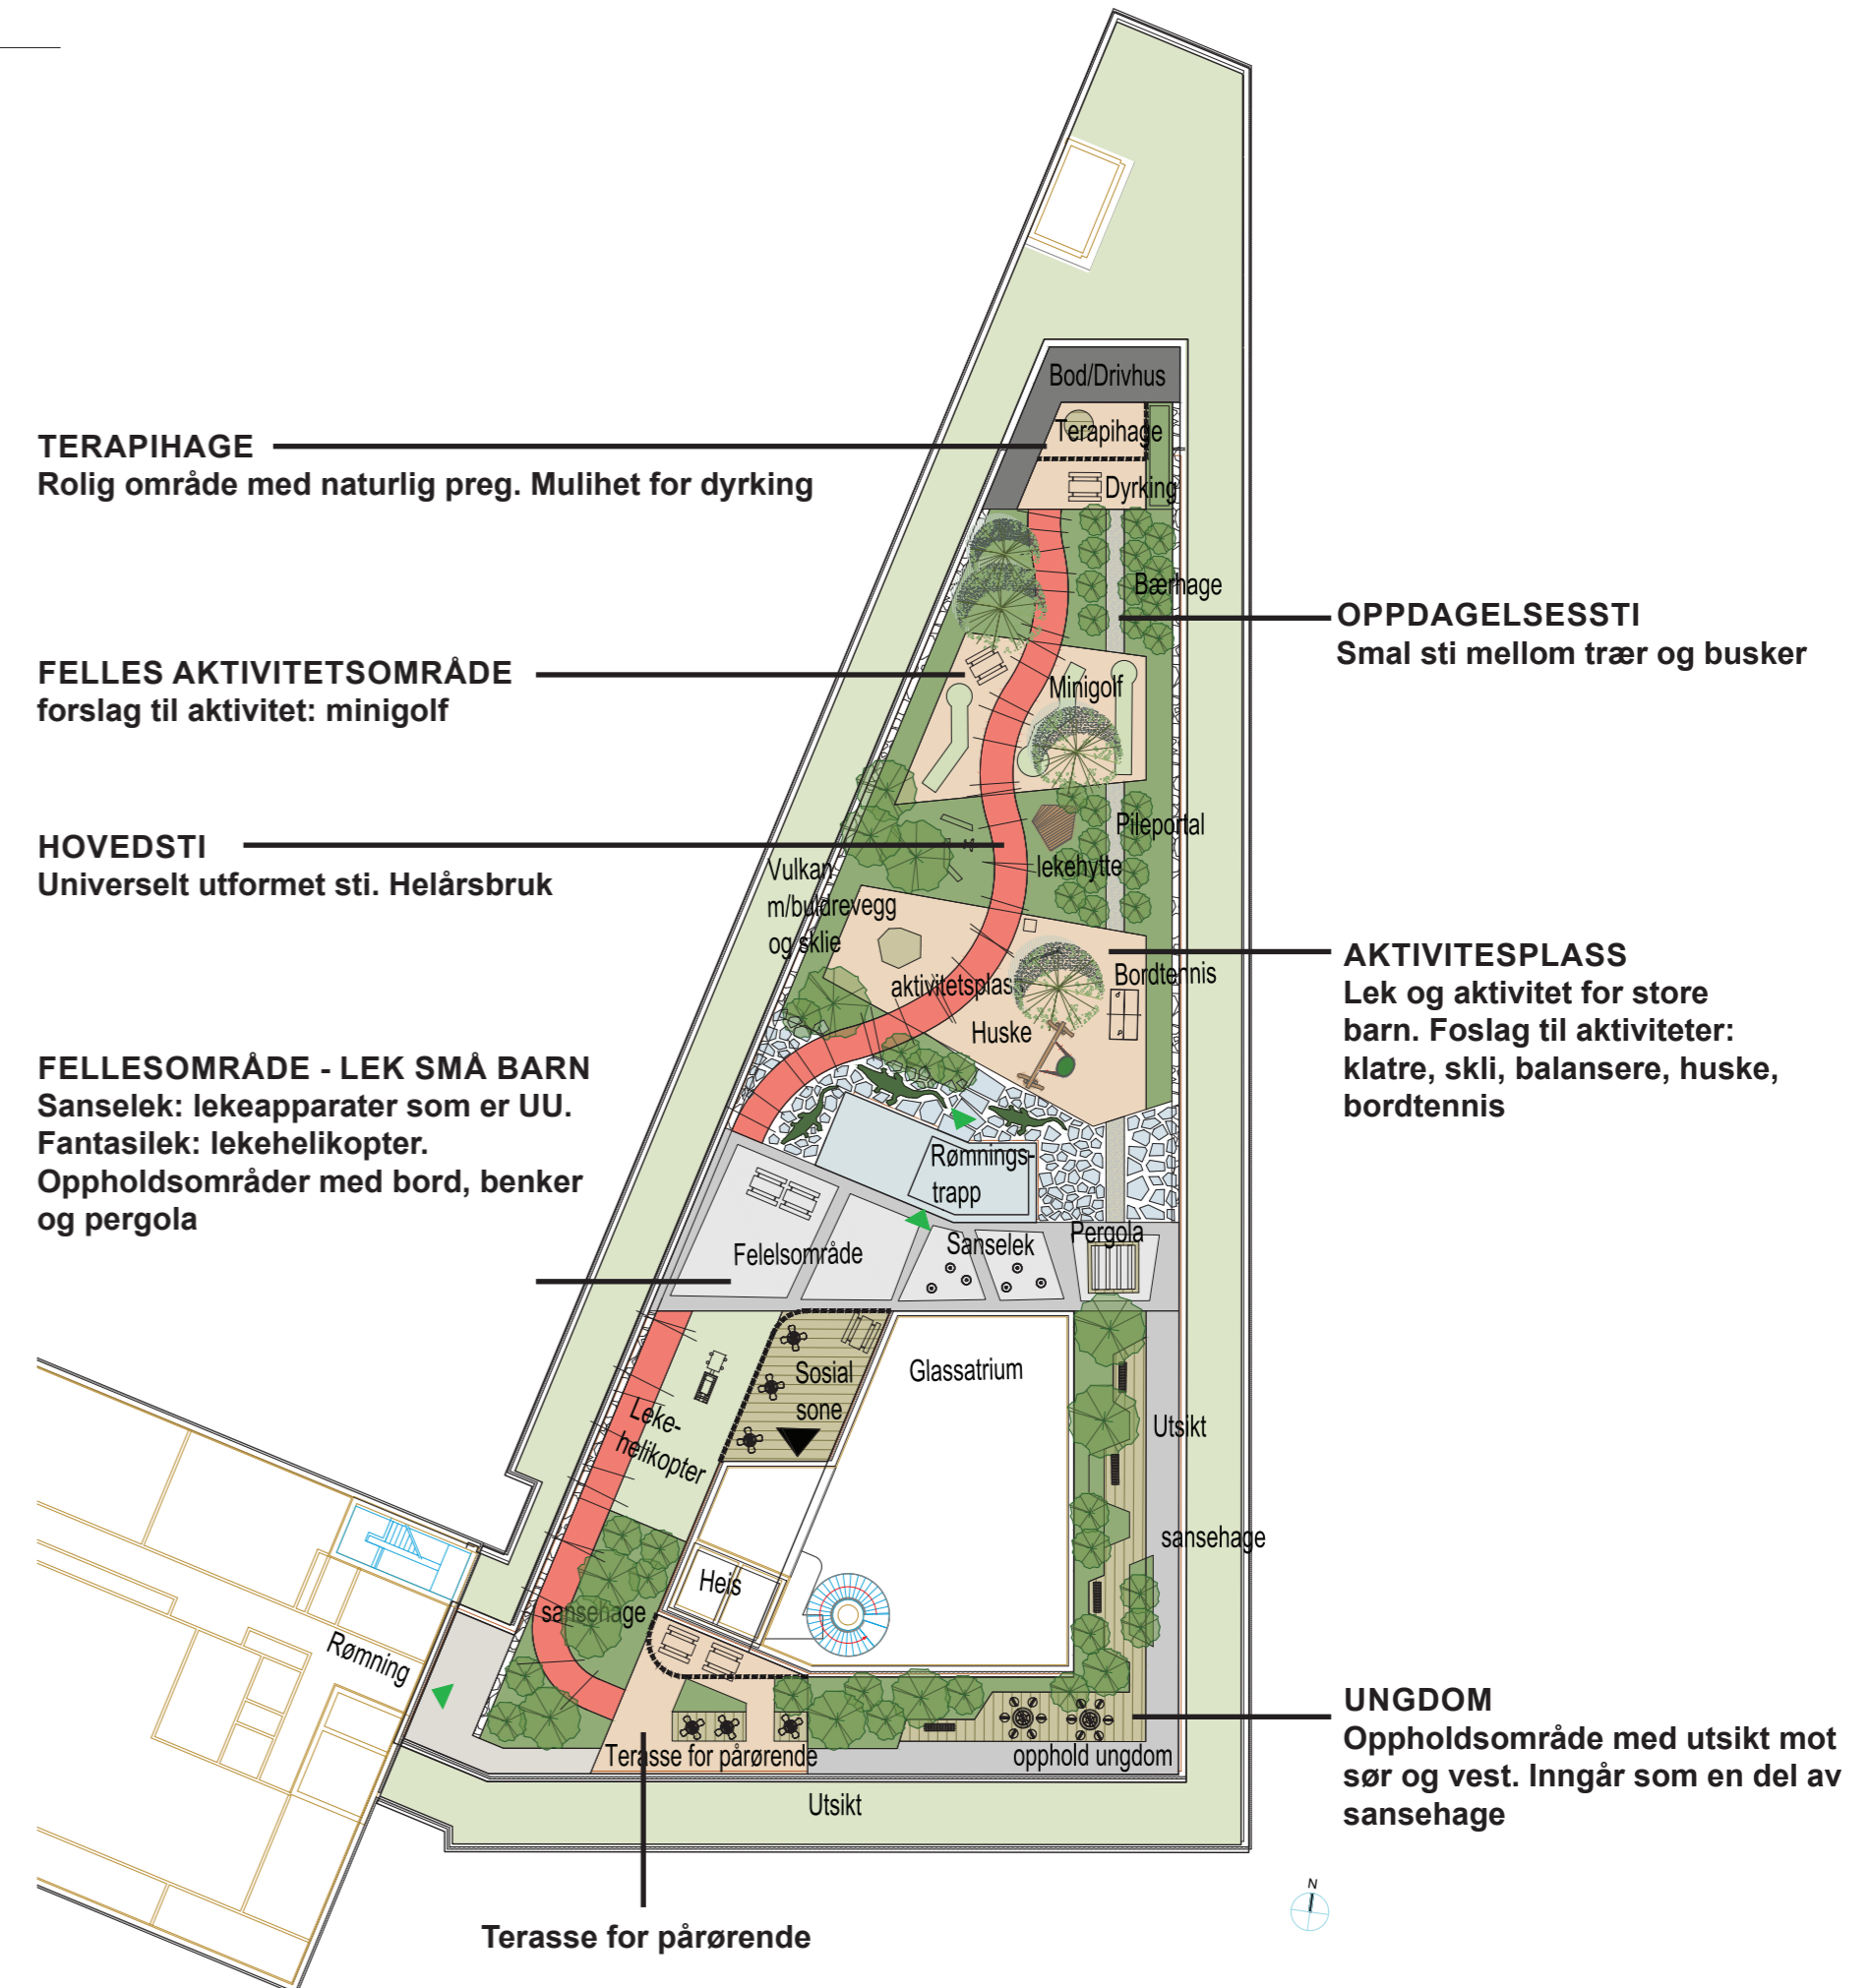 TERAPIHAGE
Rolig område med naturlig preg. Mulihet for dyrking
FELLES AKTIVITETSOMRÅDE
forslag til aktivitet: minigolf
HOVEDSTI
Universelt utformet sti. Helårsbruk
FELLESOMRÅDE - LEK SMÅ BARN
Sanselek: lekeapparater som er UU.
Fantasilek: lekehelikopter.
Oppholdsområder med bord, benker
og pergola
Bod/Drivhus
Terapihage
Dyrking
Bærhage
Minigolf
Pileportal
lekehytte
Vulkan
m/buldrevegg
og sklie
aktivitetsplas
Bordtennis
Huske
Rømnings-
trapp
Pergola
Sanselek
Felelsområde
Glassatrium
Sosial
sone
Leke-
helikopter
Utsikt
sansehage
Heis
sansehage
Rømning
Terasse for pårørende
opphold ungdom
Utsikt
OPPDAGELSESSTI
Smal sti mellom trær og busker
AKTIVITESPLASS
Lek og aktivitet for store
barn. Foslag til aktiviteter:
klatre, skli, balansere, huske,
bordtennis
UNGDOM
Oppholdsområde med utsikt mot
sør og vest. Inngår som en del av
sansehage
N
Terasse for pårørende